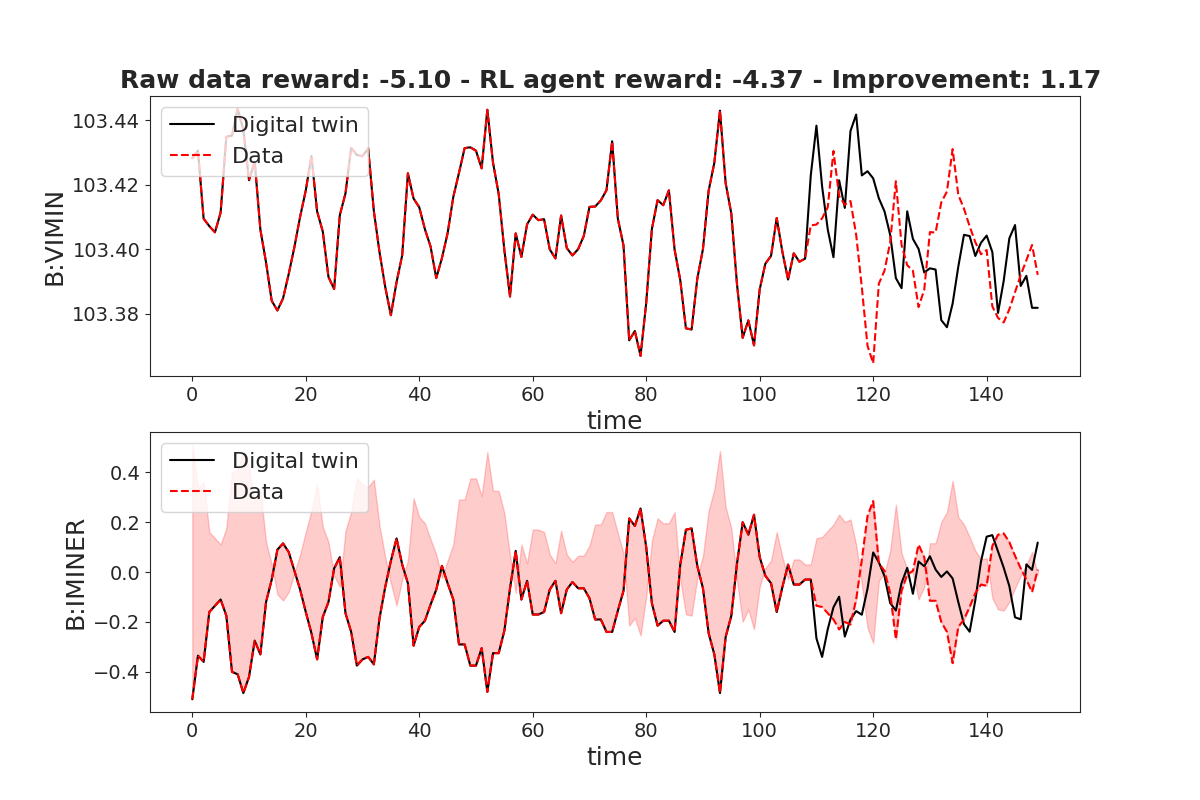 Raw data reward: -5.10 - RL agent reward: -4.37 - Improvement: 1.17
Digital twin
Data
B:VIMIN
103.44
103.42
103.40
103.38
0 20 40 60 80 100 120 140
time
Digital twin
Data
B:IMINER
0.4
0.2
0.0
−0.2
−0.4
0 20 40 60 80 100 120 140
time